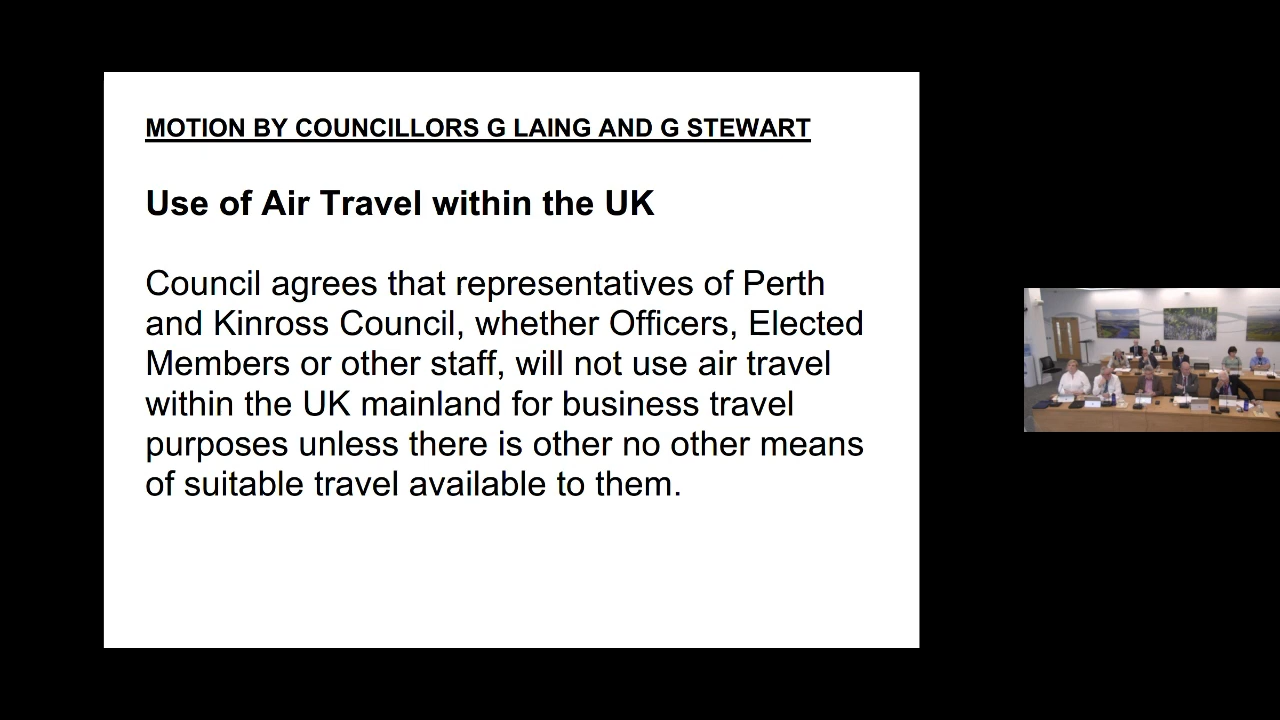 MOTION BY COUNCILLORS G LAING AND G STEWART
Use of Air Travel within the UK
Council agrees that representatives of Perth
and Kinross Council, whether Officers, Elected
Members or other staff, will not use air travel
within the UK mainland for business travel
purposes unless there is other no other means
of suitable travel available to them.